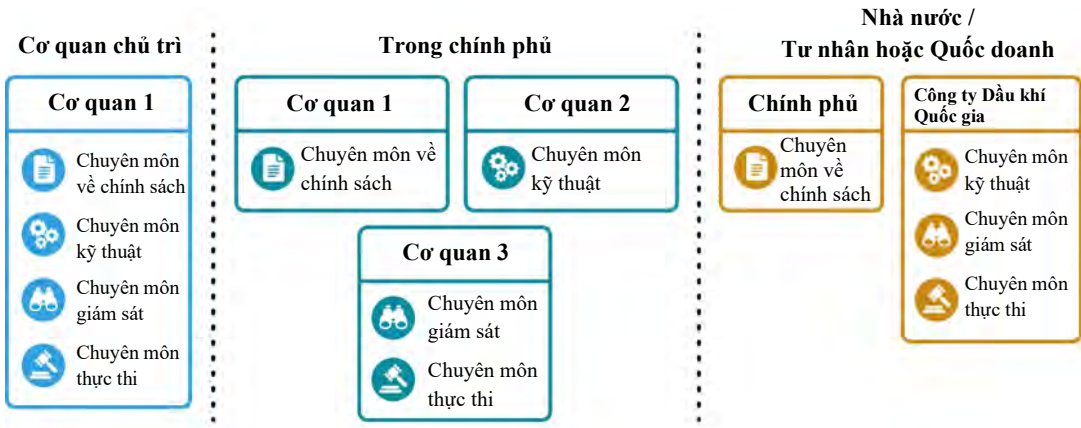 Cơ quan chủ trì
Cơ quan 1
Chuyên môn
về chính sách
Chuyên môn
kỹ thuật
Chuyên môn
giám sát
Chuyên môn
thực thi
Trong chính phủ
Cơ quan 1
Chuyên môn về
chính sách
Cơ quan 2
Chuyên môn
kỹ thuật
Cơ quan 3
Chuyên môn
giám sát
Chuyên môn
thực thi
Nhà nước /
Tư nhân hoặc Quốc doanh
Chính phủ
Chuyên
môn về
chính sách
Công ty Dầu khí
Quốc gia
Chuyên môn
kỹ thuật
Chuyên môn
giám sát
Chuyên môn
thực thi